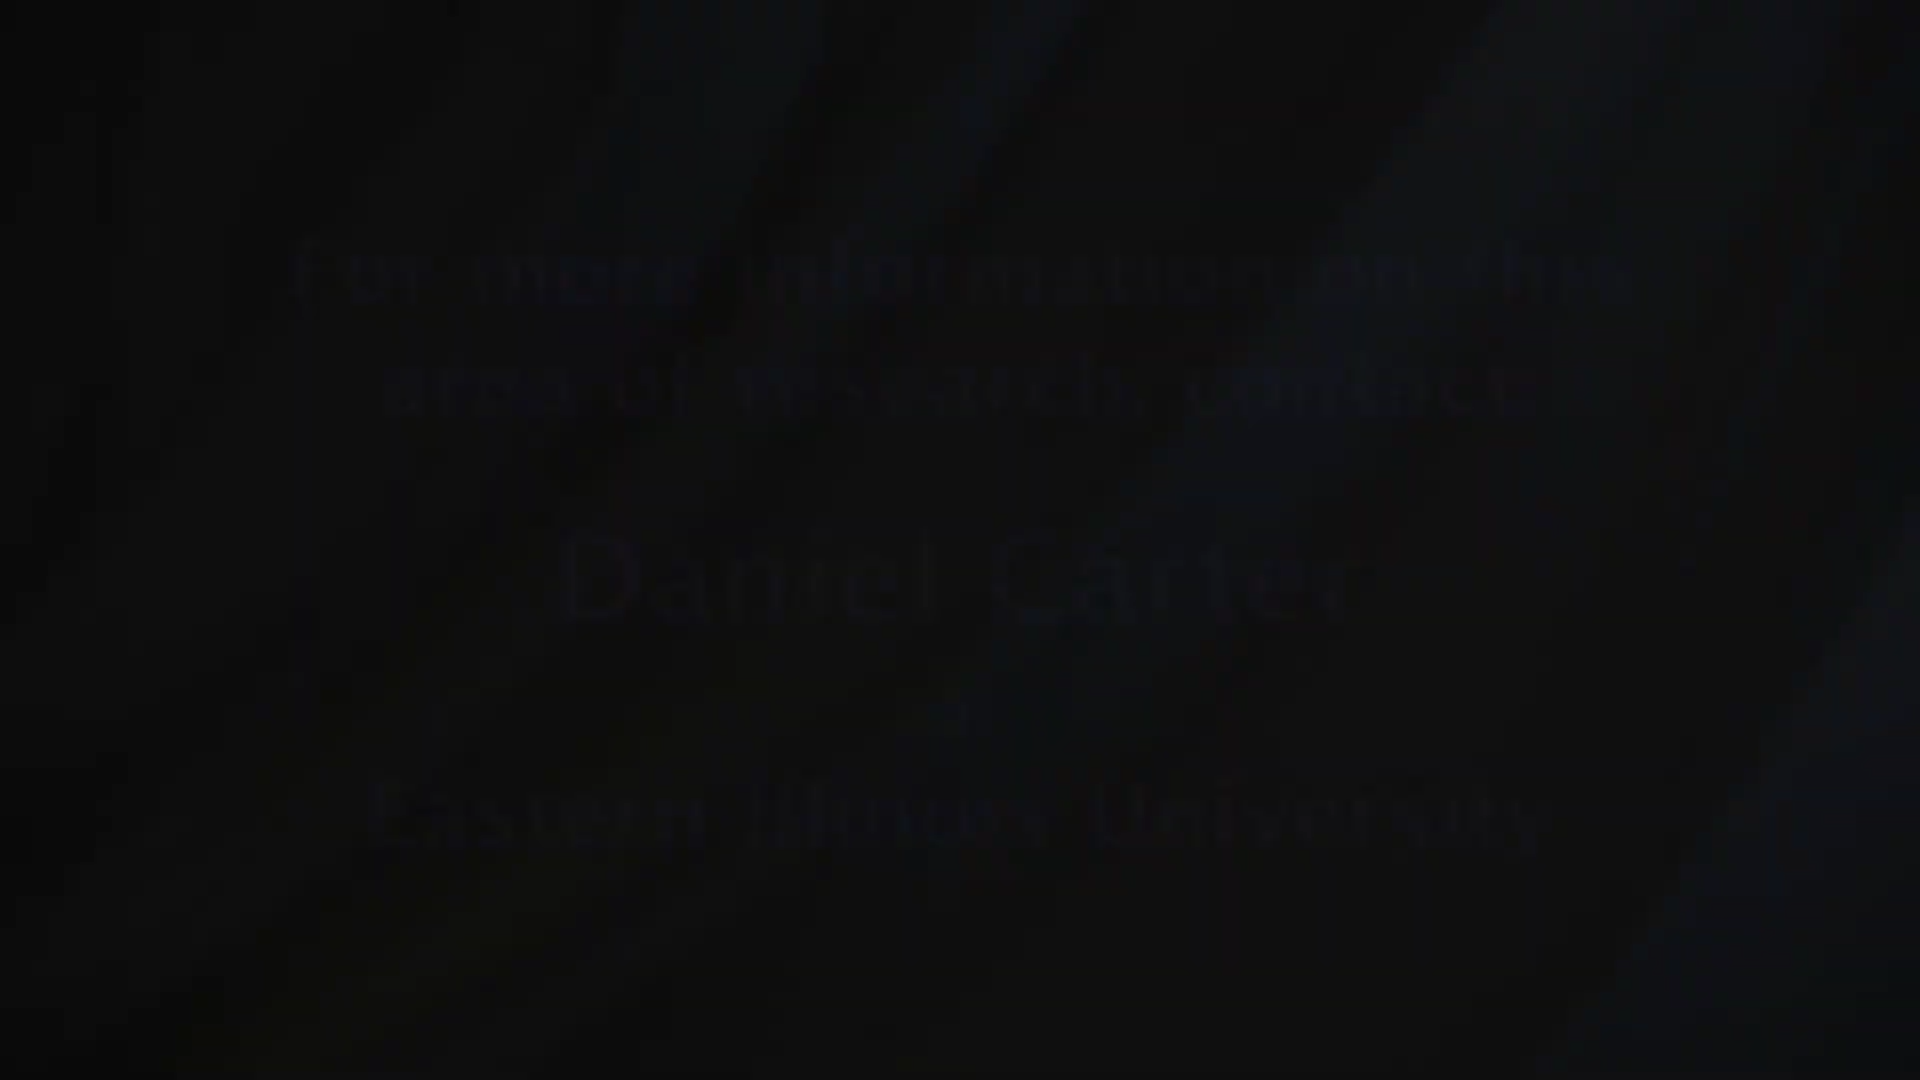 For more information on this
area of research, contact
Daniel Carter
Eastern Illinois University